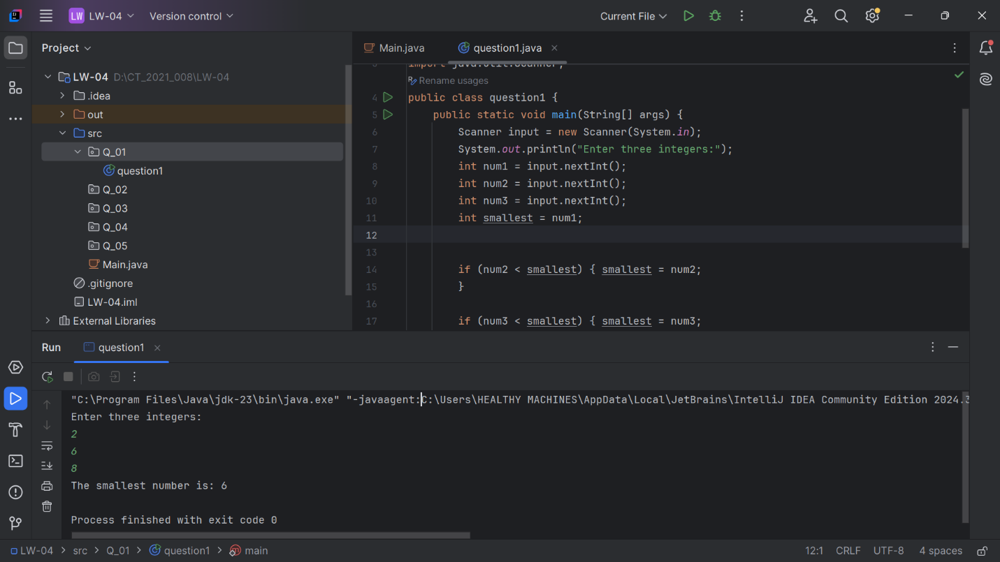 LW LW-04 Version control Current File
Project
LW-04 D:\CT_2021_008\LW-04
.idea
out
src
Q_01
question1
Q_02
Q_03
Q_04
Q_05
Main.java
.gitignore
LW-04.iml
External Libraries
Main.java question1.java
3 import java.util.Scanner;
Rename usages
4 public class question1 {
5 public static void main(String[] args) {
6 Scanner input = new Scanner(System.in);
7 System.out.println("Enter three integers:");
8 int num1 = input.nextInt();
9 int num2 = input.nextInt();
10 int num3 = input.nextInt();
11 int smallest = num1;
12
13
14 if (num2 < smallest) { smallest = num2;
15 }
16
17 if (num3 < smallest) { smallest = num3;
Run question1
"C:\Program Files\Java\jdk-23\bin\java.exe" "-javaagent:C:\Users\HEALTHY MACHINES\AppData\Local\JetBrains\IntelliJ IDEA Community Edition 2024.3
Enter three integers:
2
6
8
The smallest number is: 6
Process finished with exit code 0
LW-04 > src > Q_01 > question1 > main 12:1 CRLF UTF-8 4 spaces